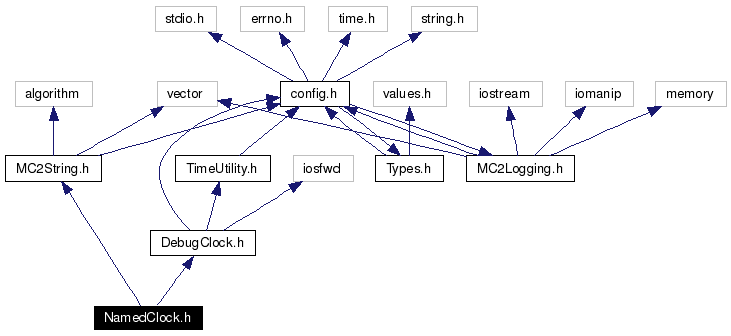 stdio.h
errno.h
time.h
string.h
algorithm
vector
config.h
values.h
iostream
iomanip
memory
MC2String.h
TimeUtility.h
iosfwd
Types.h
MC2Logging.h
DebugClock.h
NamedClock.h